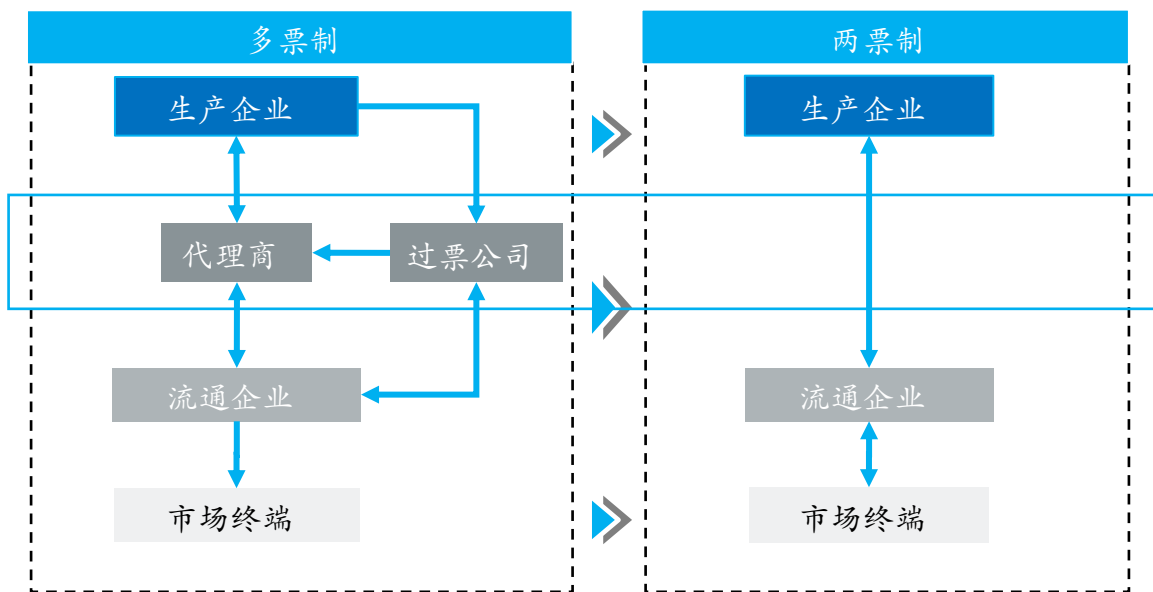 多票制
两票制
生产企业
生产企业
代理商
过票公司
流通企业
流通企业
市场终端
市场终端